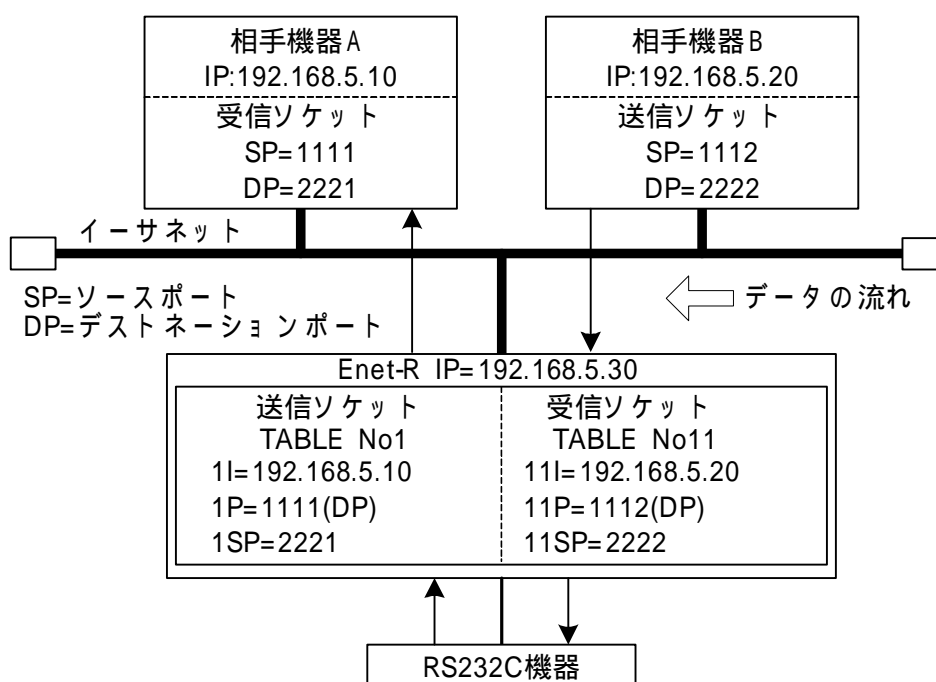 相手機器A
IP:192.168.5.10
受信ソケット
SP=1111
DP=2221
相手機器B
IP:192.168.5.20
送信ソケット
SP=1112
DP=2222
イーサネット
SP=ソースポート
DP=デストネーションポート
データの流れ
Enet-R IP=192.168.5.30
送信ソケット
TABLE No1
1I=192.168.5.10
1P=1111(DP)
1SP=2221
受信ソケット
TABLE No11
11I=192.168.5.20
11P=1112(DP)
11SP=2222
RS232C機器